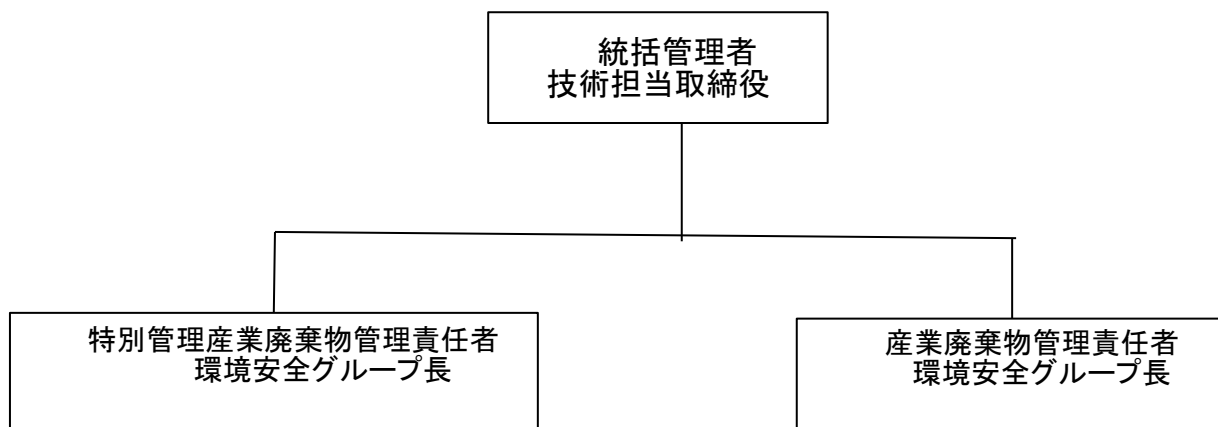 統括管理者
技術担当取締役
特別管理産業廃棄物管理責任者
環境安全グループ長
産業廃棄物管理責任者
環境安全グループ長